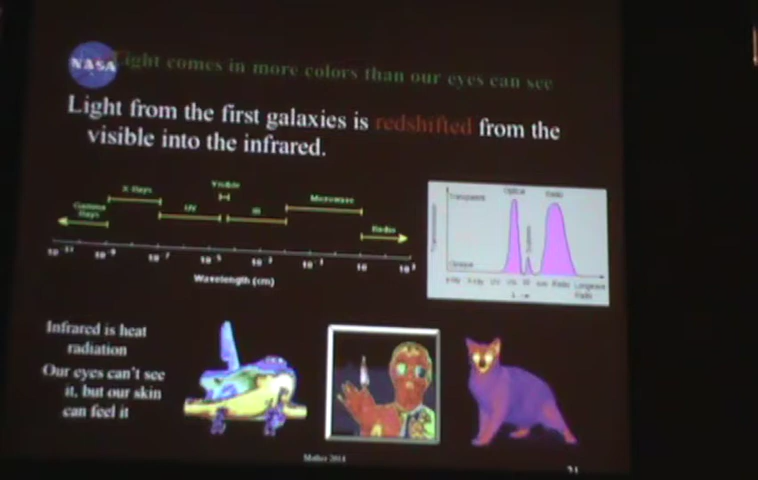 NASA
Light comes in more colors than our eyes can see
Light from the first galaxies is redshifted from the
visible into the infrared.
Gamma Rays
X-Rays
UV
Visible
IR
Microwave
Radio
Wavelength (cm)
Transparent
Optical
Radio
Opaque
Infrared is heat
radiation
Our eyes can't see
it, but our skin
can feel it
Mather 2014